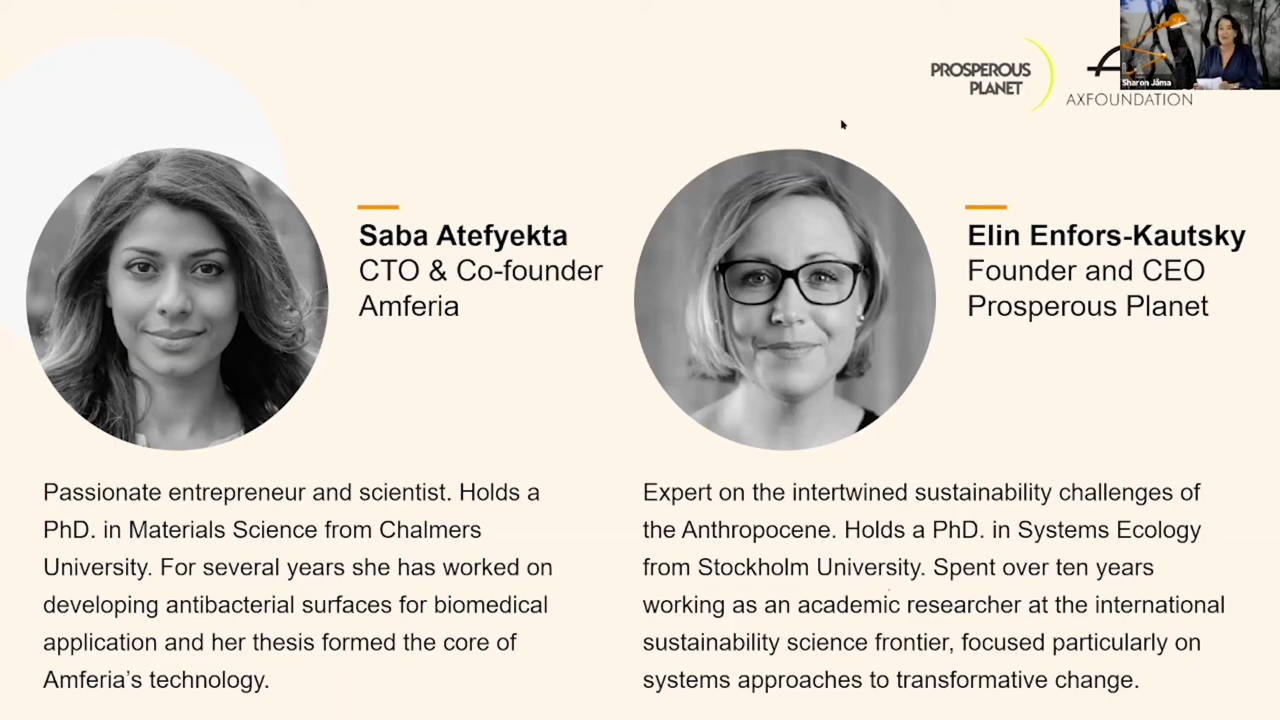 PROSPEROUS
PLANET
AXFOUNDATION
Sharon Jåma
Saba Atefyekta
CTO & Co-founder
Amferia
Elin Enfors-Kautsky
Founder and CEO
Prosperous Planet
Passionate entrepreneur and scientist. Holds a
PhD. in Materials Science from Chalmers
University. For several years she has worked on
developing antibacterial surfaces for biomedical
application and her thesis formed the core of
Amferia’s technology.
Expert on the intertwined sustainability challenges of
the Anthropocene. Holds a PhD. in Systems Ecology
from Stockholm University. Spent over ten years
working as an academic researcher at the international
sustainability science frontier, focused particularly on
systems approaches to transformative change.